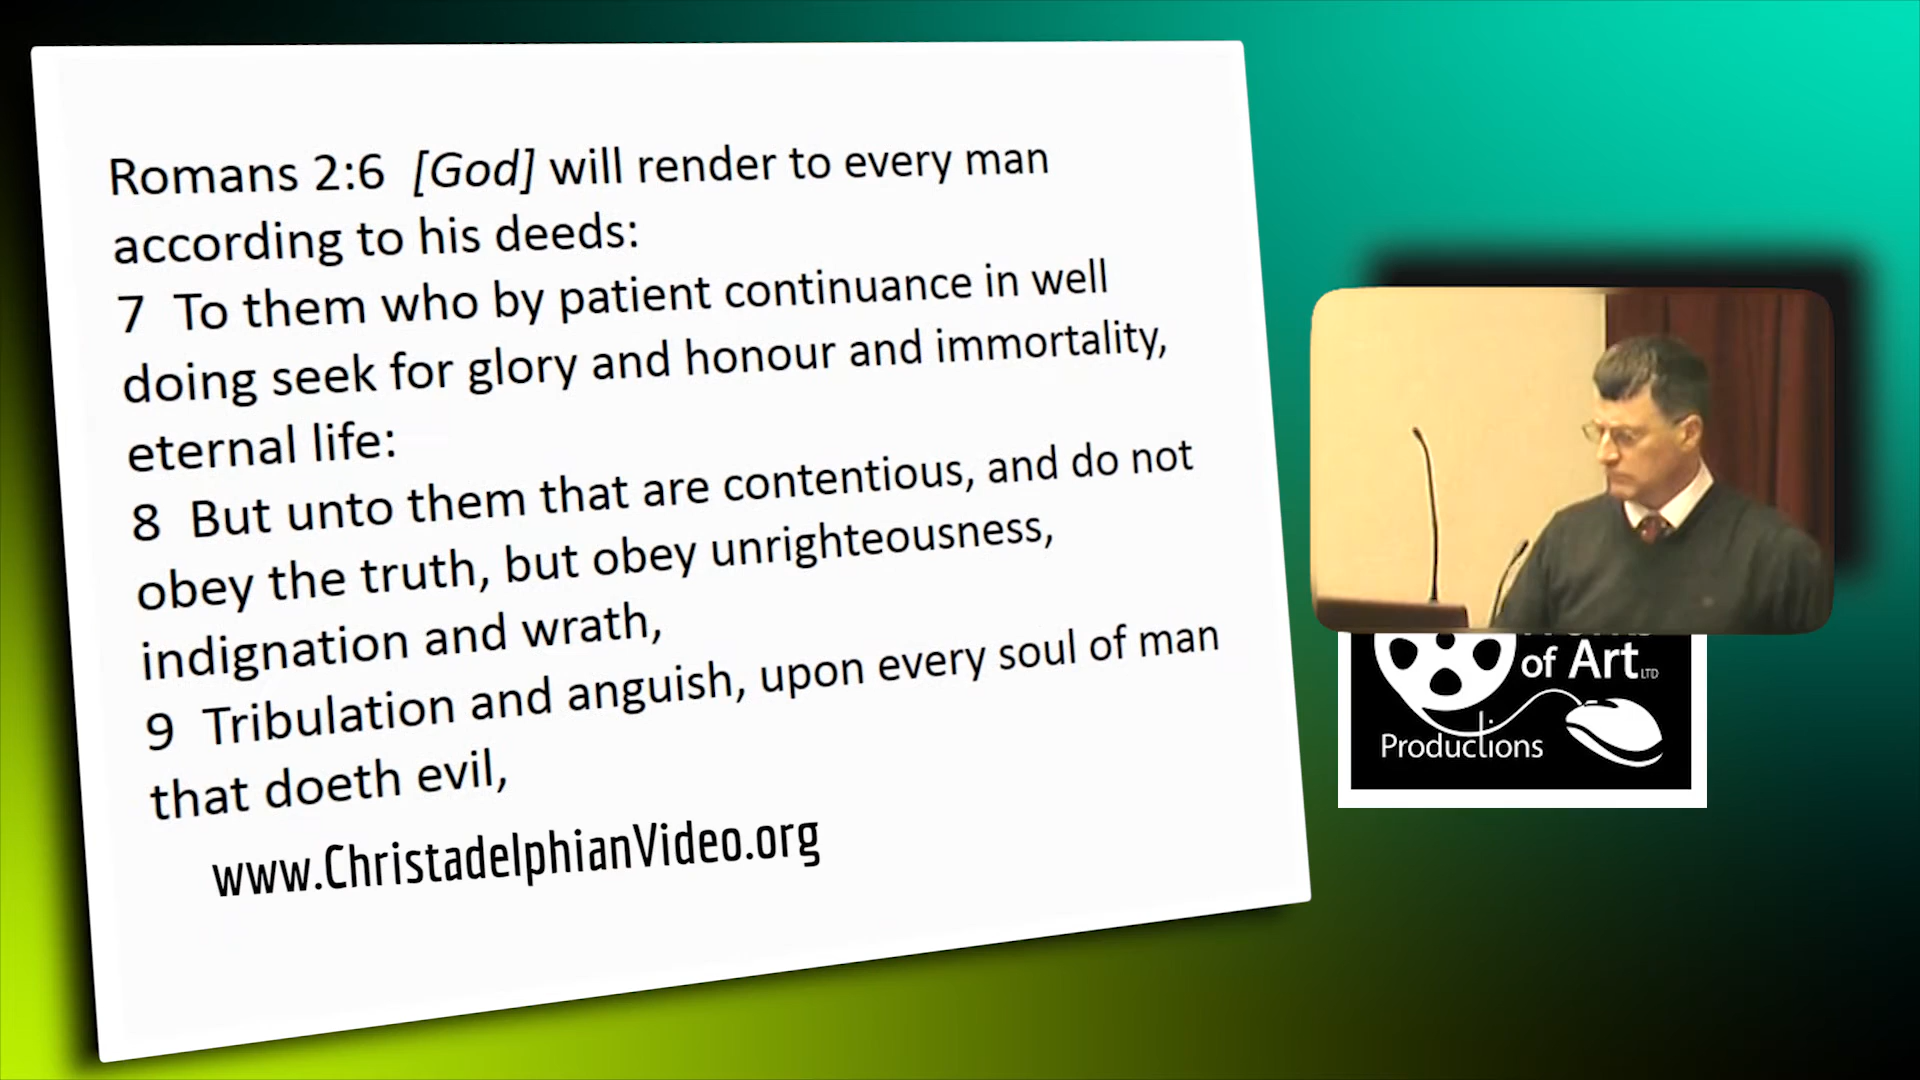 Romans 2:6 [God] will render to every man
according to his deeds:
7 To them who by patient continuance in well
doing seek for glory and honour and immortality,
eternal life:
8 But unto them that are contentious, and do not
obey the truth, but obey unrighteousness,
indignation and wrath,
9 Tribulation and anguish, upon every soul of man
that doeth evil,
www.ChristadelphianVideo.org
of Art LTD
Productions